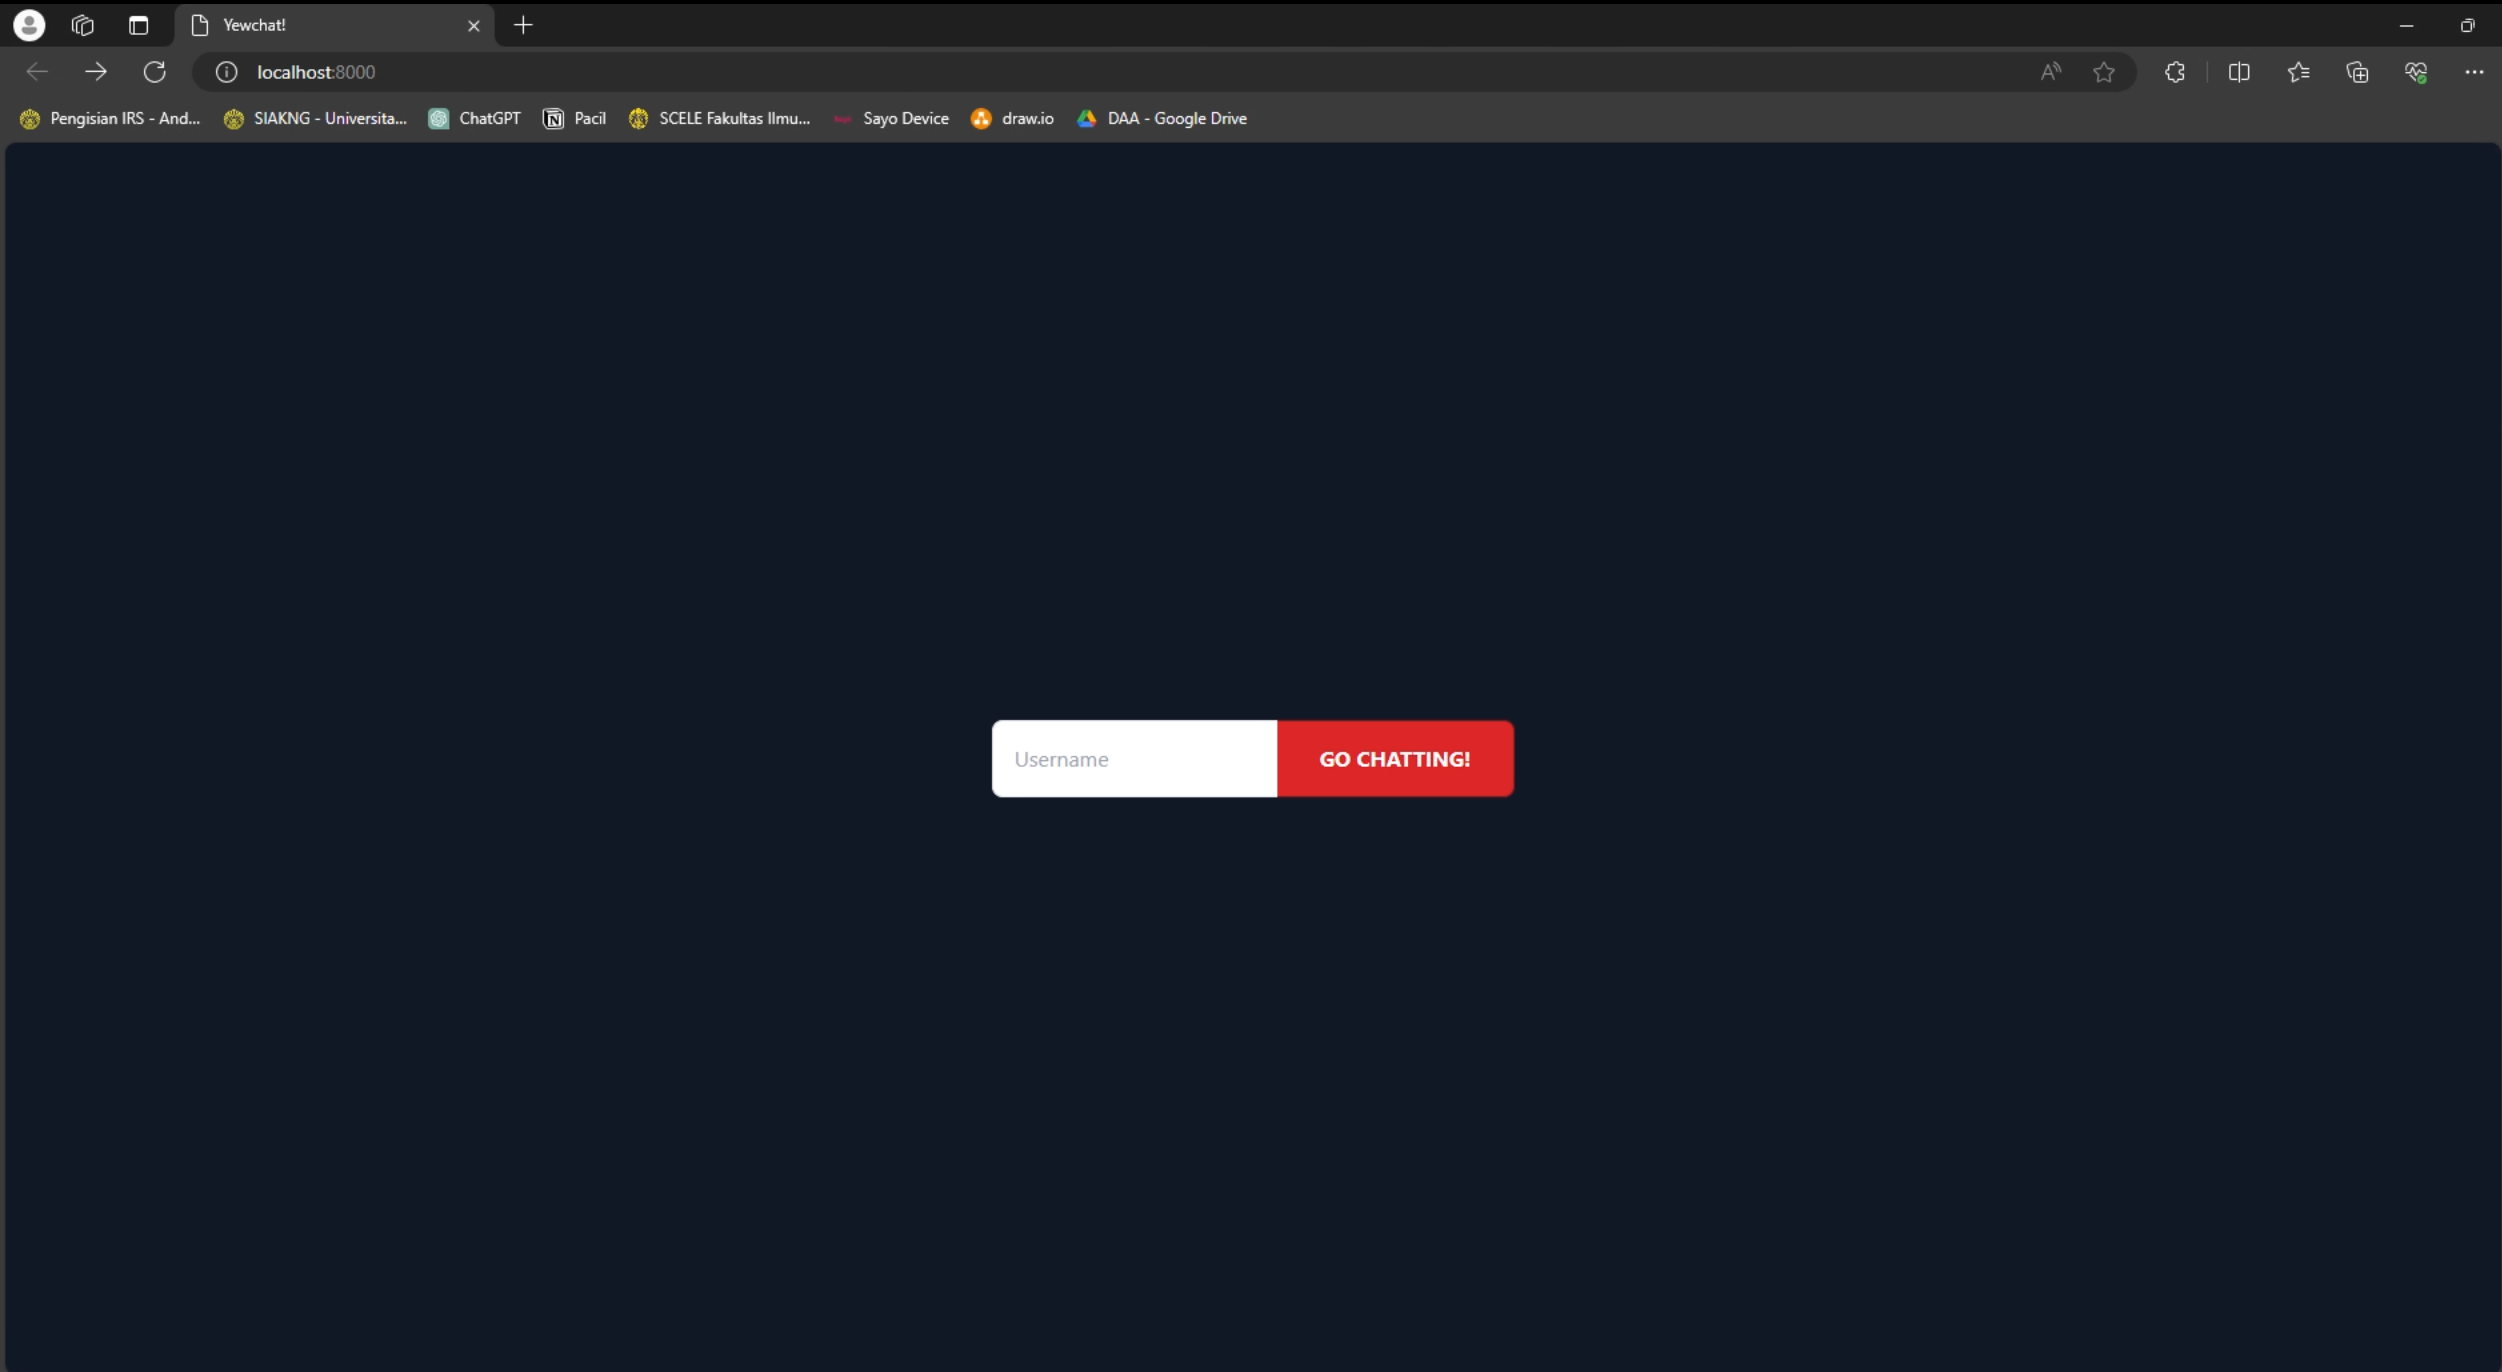 Yewchat!
localhost:8000
Pengisian IRS - And... SIAKNG - Universita... ChatGPT Pacil SCELE Fakultas Ilmu... Sayo Device draw.io DAA - Google Drive
Username GO CHATTING!